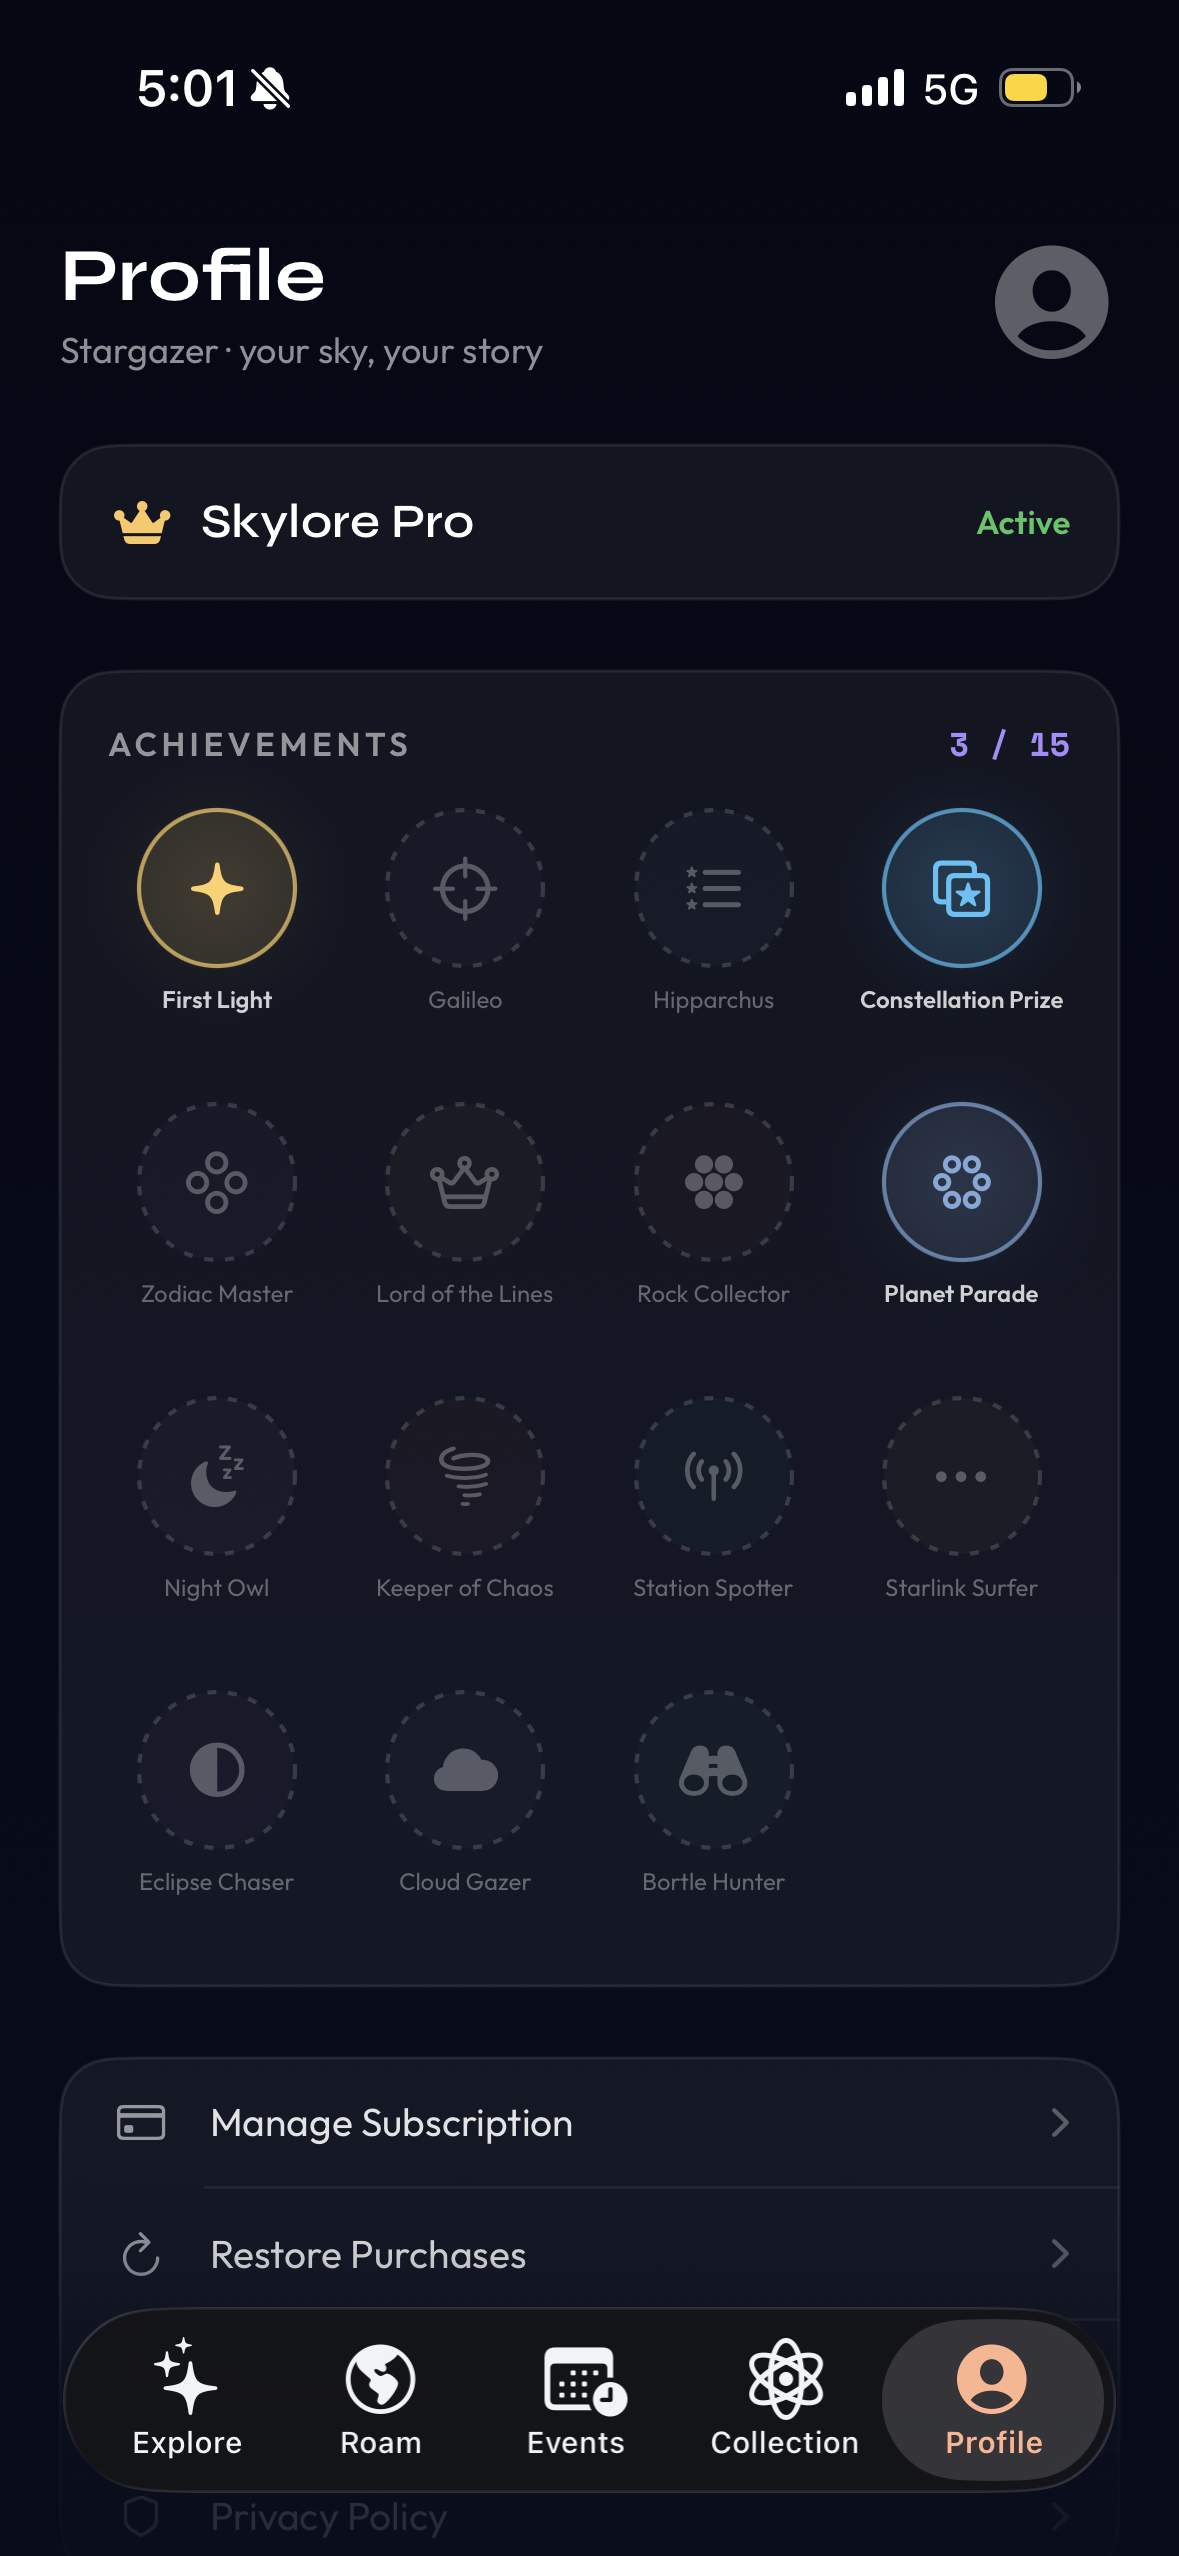 5:01
5G
Profile
Stargazer · your sky, your story
Skylore Pro
Active
ACHIEVEMENTS
3 / 15
First Light
Galileo
Hipparchus
Constellation Prize
Zodiac Master
Lord of the Lines
Rock Collector
Planet Parade
Night Owl
Keeper of Chaos
Station Spotter
Starlink Surfer
Eclipse Chaser
Cloud Gazer
Bortle Hunter
Manage Subscription
Restore Purchases
Explore
Roam
Events
Collection
Profile
Privacy Policy